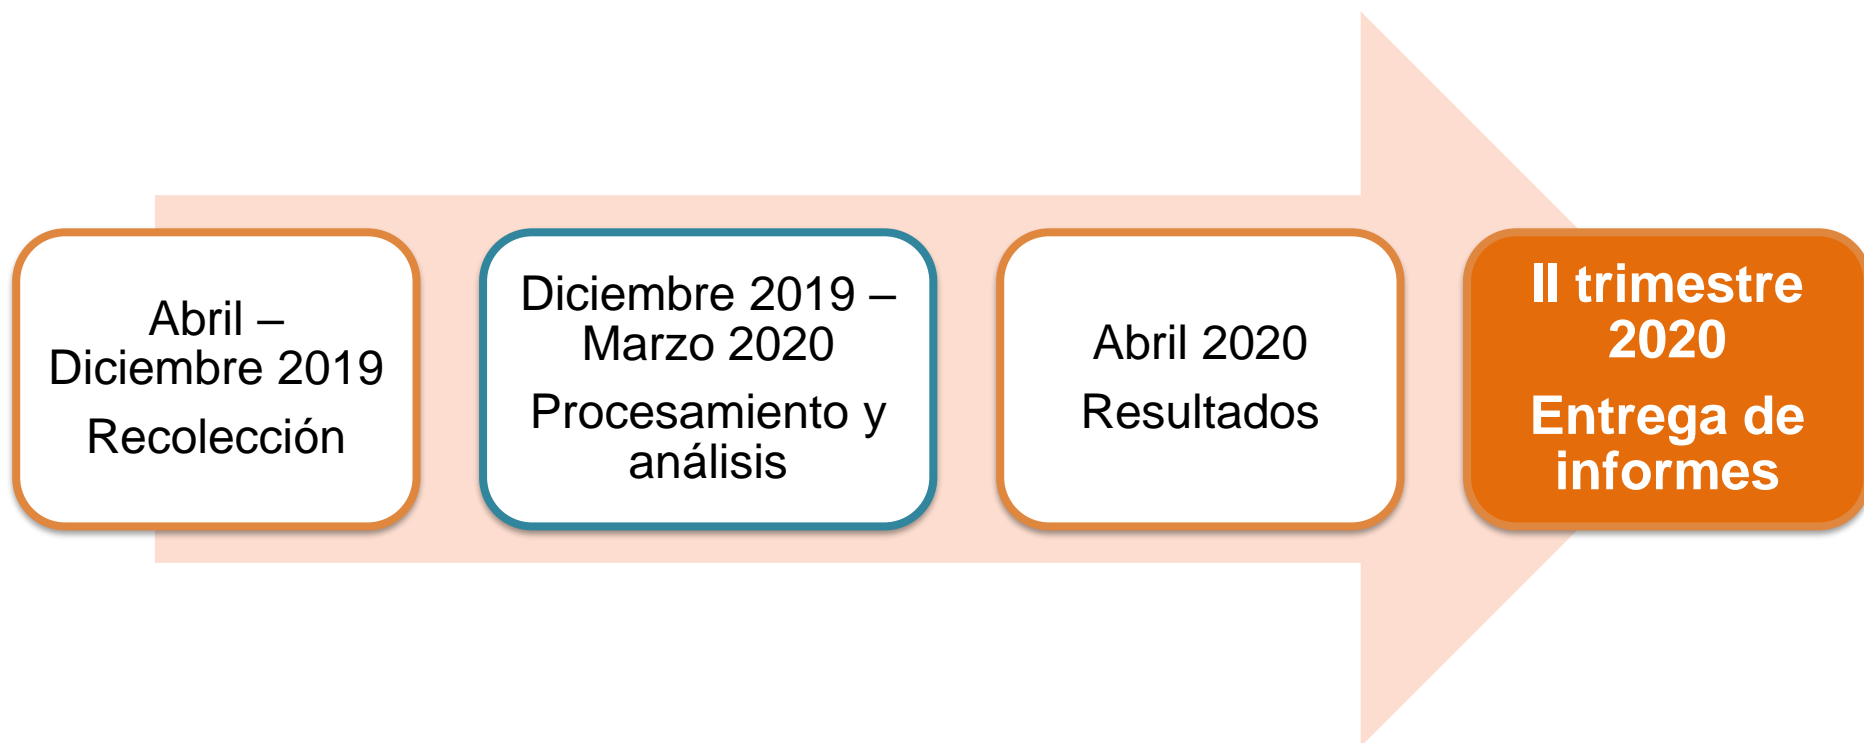 Abril –
Diciembre 2019
Recolección
Diciembre 2019 –
Marzo 2020
Procesamiento y
análisis
Abril 2020
Resultados
II trimestre
2020
Entrega de
informes